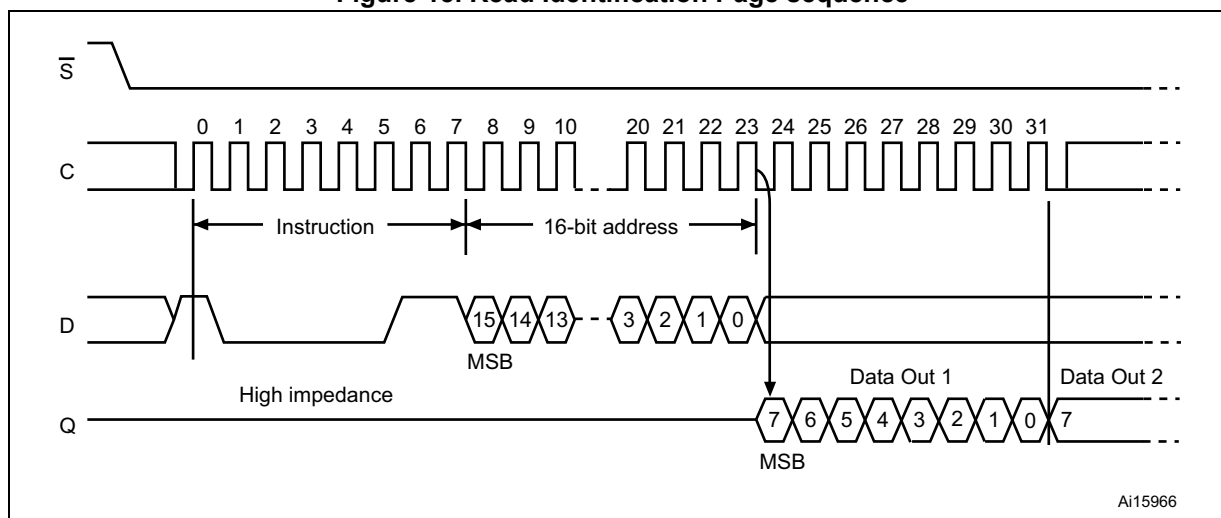 Figure 15. Read Identification Page sequence
S
0 1 2 3 4 5 6 7 8 9 10 20 21 22 23 24 25 26 27 28 29 30 31
C
Instruction 16-bit address
D 15 14 13 3 2 1 0
MSB
High impedance Data Out 1 Data Out 2
Q 7 6 5 4 3 2 1 0 7
MSB
Ai15966